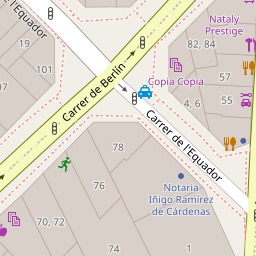 de l'Equador
Nataly
Prestige
82, 84
19
101
Carrer de Berlín
Copia Copia
57
4, 6
55
Carrer de l'Equador
78
76
Notaria
Iñigo Ramírez
de Cárdenas
70, 72
74
1